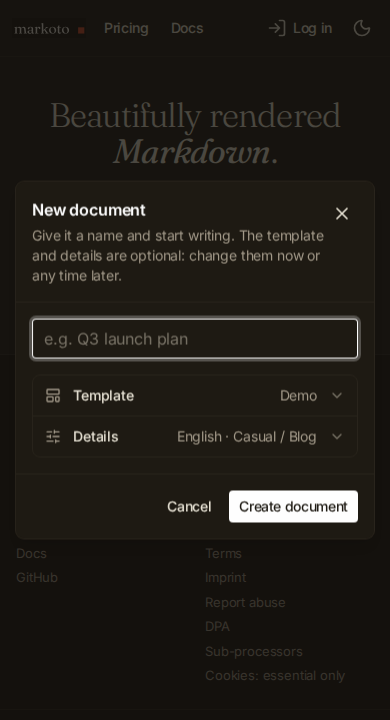 markoto
Pricing
Docs
Log in
Beautifully rendered
Markdown.
New document
Give it a name and start writing. The template
and details are optional: change them now or
any time later.
e.g. Q3 launch plan
Template
Demo
Details
English · Casual / Blog
Cancel
Create document
Docs
Terms
GitHub
Imprint
Report abuse
DPA
Sub-processors
Cookies: essential only